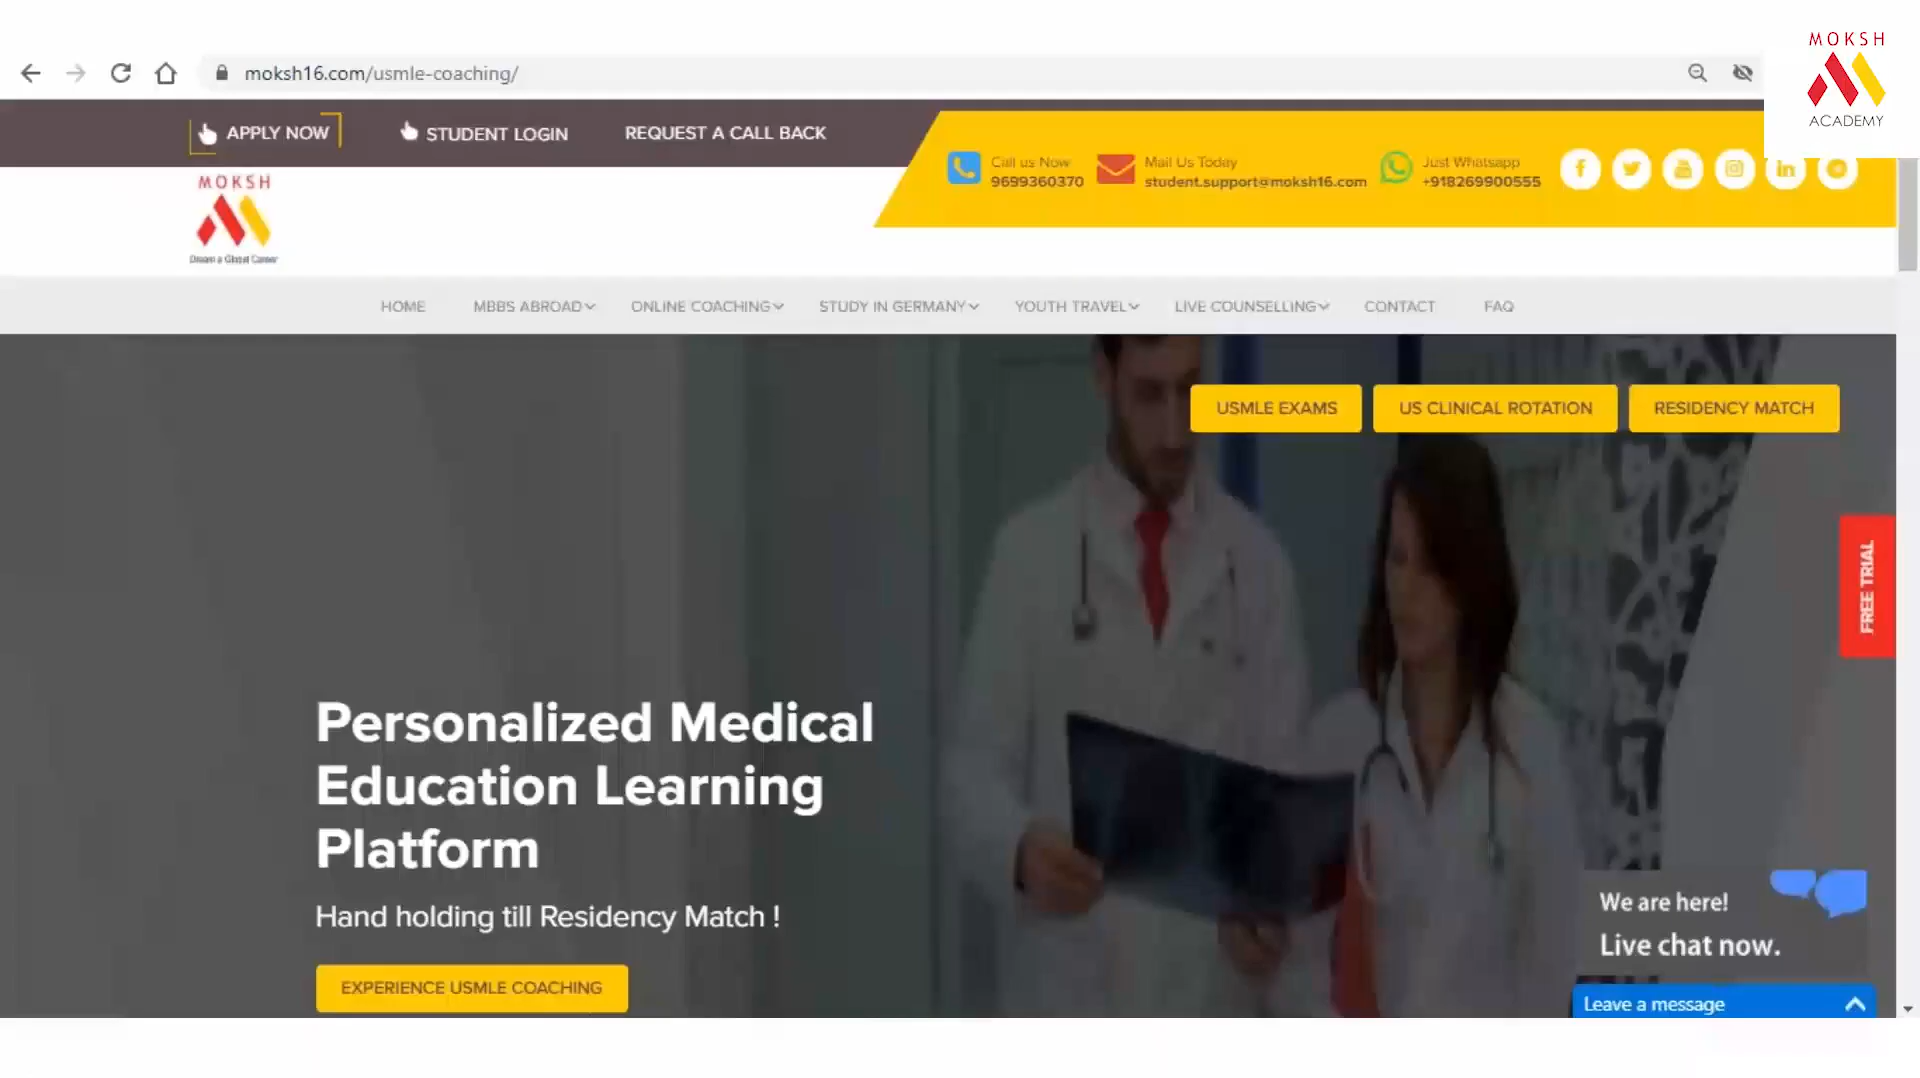 moksh16.com/usmle-coaching/
MOKSH
ACADEMY
APPLY NOW
STUDENT LOGIN
REQUEST A CALL BACK
Call us Now
9699360370
Mail Us Today
student.support@moksh16.com
Just Whatsapp
+918269900555
MOKSH
Dream a Global Career
HOME
MBBS ABROAD
ONLINE COACHING
STUDY IN GERMANY
YOUTH TRAVEL
LIVE COUNSELLING
CONTACT
FAQ
USMLE EXAMS
US CLINICAL ROTATION
RESIDENCY MATCH
FREE TRIAL
Personalized Medical
Education Learning
Platform
Hand holding till Residency Match !
EXPERIENCE USMLE COACHING
We are here!
Live chat now.
Leave a message